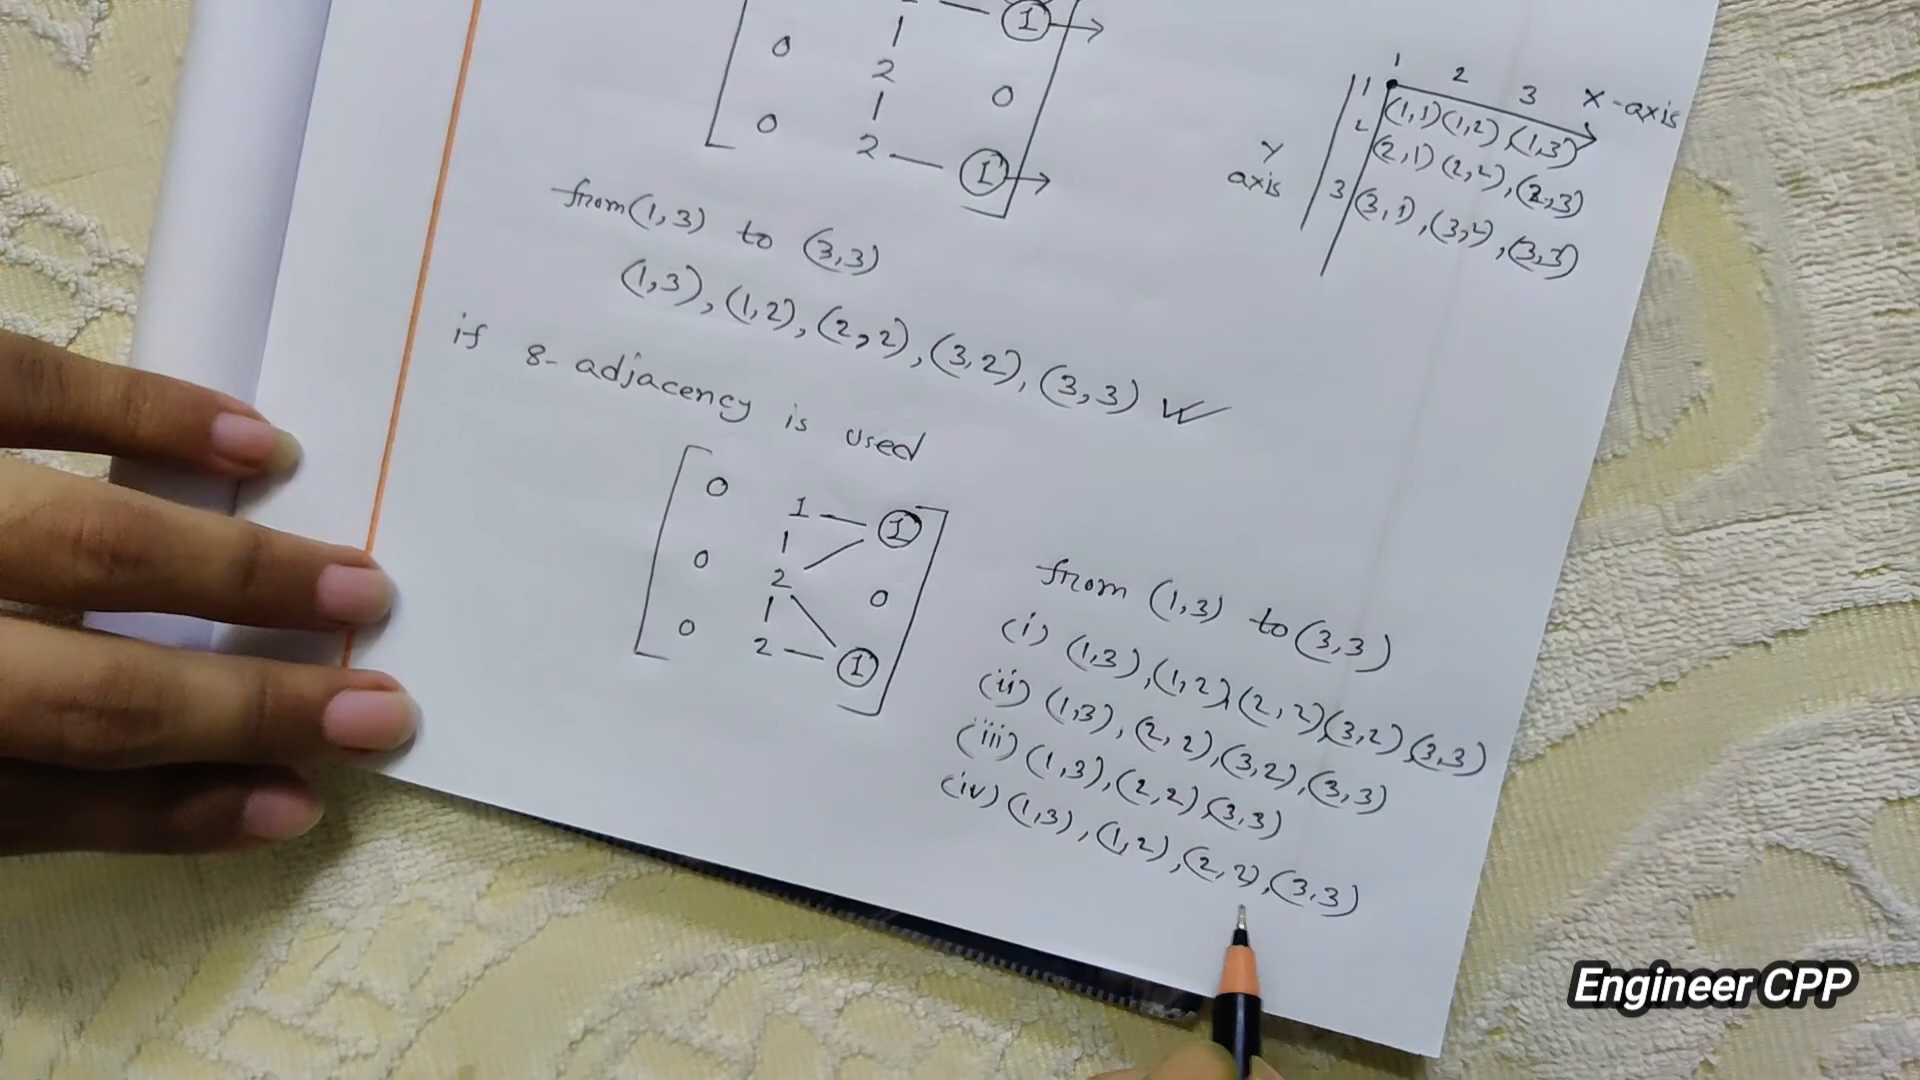 — 1 →
1
0 2 0
1
0 2 — 1 →
1 2 3 X-axis
1 (1,1) (1,2), (1,3)
2 (2,1) (2,2), (2,3)
3 (3,1), (3,2), (3,3)
Y
axis
from (1,3) to (3,3)
(1,3), (1,2), (2,2), (3,2), (3,3)
if 8-adjacency is used
0 1 — 1
0 2 0
0 2 — 1
from (1,3) to (3,3)
(i) (1,3), (1,2), (2,2) (3,2), (3,3)
(ii) (1,3), (2,2), (3,2), (3,3)
(iii) (1,3), (2,2), (3,3)
(iv) (1,3), (1,2), (2,2), (3,3)
Engineer CPP